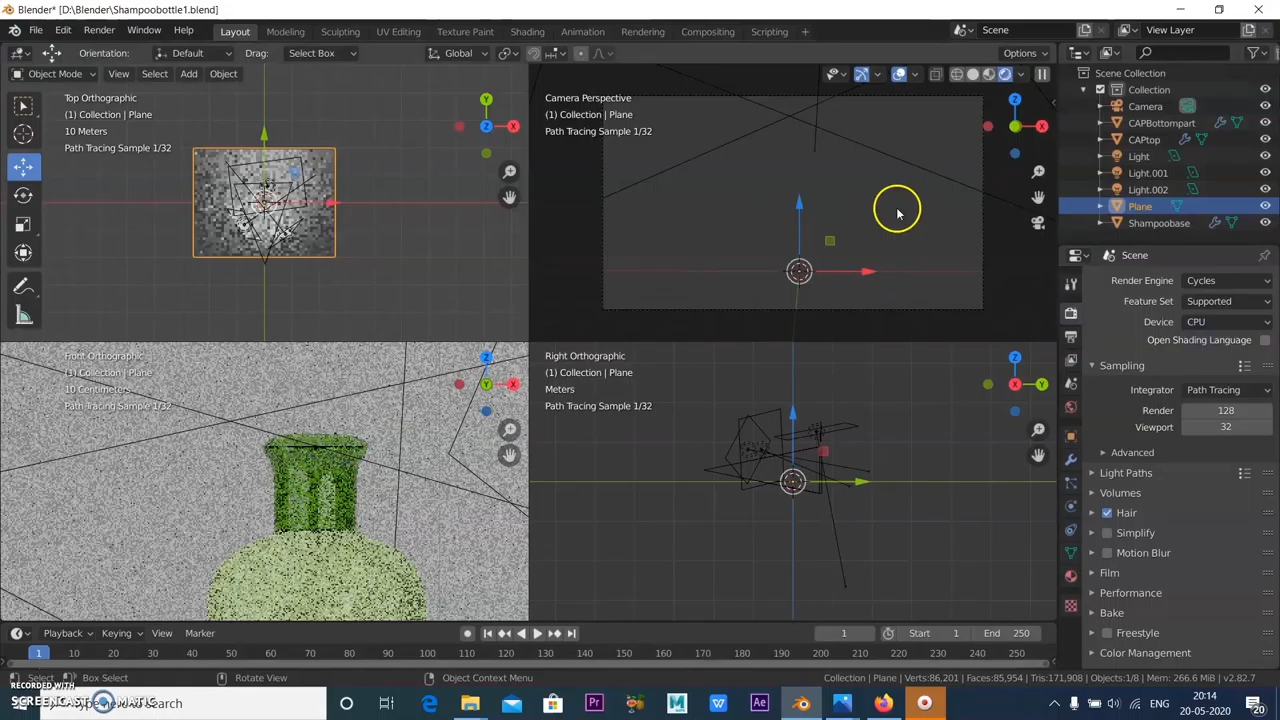 Blender* [D:\Blender\Shampoobottle1.blend]
File Edit Render Window Help Layout Modeling Sculpting UV Editing Texture Paint Shading Animation Rendering Compositing Scripting + Scene View Layer
Orientation: Default Drag: Select Box Global Options
Object Mode View Select Add Object
Top Orthographic
(1) Collection | Plane
10 Meters
Path Tracing Sample 1/32
Camera Perspective
(1) Collection | Plane
Path Tracing Sample 1/32
Front Orthographic
(1) Collection | Plane
10 Centimeters
Path Tracing Sample 1/32
Right Orthographic
(1) Collection | Plane
Meters
Path Tracing Sample 1/32
Scene Collection
Collection
Camera
CAPBottompart
CAPtop
Light
Light.001
Light.002
Plane
Shampoobase
Scene
Render Engine Cycles
Feature Set Supported
Device CPU
Open Shading Language
Sampling
Integrator Path Tracing
Render 128
Viewport 32
Advanced
Light Paths
Volumes
Hair
Simplify
Motion Blur
Film
Performance
Bake
Freestyle
Color Management
Playback Keying View Marker 1 Start 1 End 250
1 10 20 30 40 50 60 70 80 90 100 110 120 130 140 150 160 170 180 190 200 210 220 230 240 250
Select Box Select Rotate View Object Context Menu Collection | Plane | Verts:86,201 | Faces:85,954 | Tris:171,908 | Objects:1/8 | Mem: 266.6 MiB | v2.82.7
RECORDED WITH
SCREENCAST MATIC
here to search
ENG
20:14
20-05-2020
20